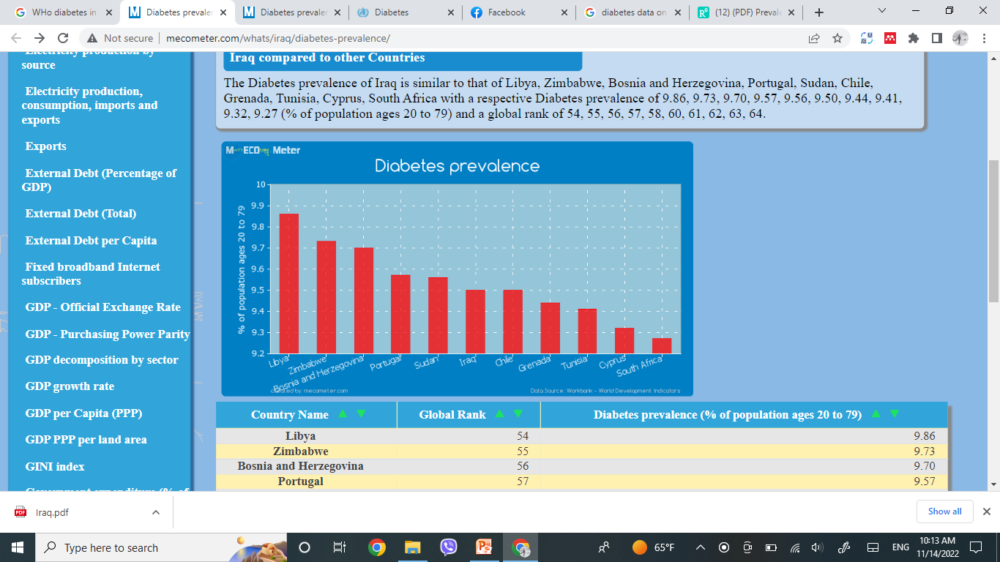 WHo diabetes in
Diabetes prevaler
Diabetes prevaler
Diabetes
Facebook
diabetes data on
(12) (PDF) Prevale
Not secure
mecometer.com/whats/iraq/diabetes-prevalence/
Electricity production by
source
Electricity production,
consumption, imports and
exports
Exports
External Debt (Percentage of
GDP)
External Debt (Total)
External Debt per Capita
Fixed broadband Internet
subscribers
GDP - Official Exchange Rate
GDP - Purchasing Power Parity
GDP decomposition by sector
GDP growth rate
GDP per Capita (PPP)
GDP PPP per land area
GINI index
Government expenditure (% of
Iraq compared to other Countries
The Diabetes prevalence of Iraq is similar to that of Libya, Zimbabwe, Bosnia and Herzegovina, Portugal, Sudan, Chile,
Grenada, Tunisia, Cyprus, South Africa with a respective Diabetes prevalence of 9.86, 9.73, 9.70, 9.57, 9.56, 9.50, 9.44, 9.41,
9.32, 9.27 (% of population ages 20 to 79) and a global rank of 54, 55, 56, 57, 58, 60, 61, 62, 63, 64.
ECO Meter
Diabetes prevalence
% of population ages 20 to 79
10
9.9
9.8
9.7
9.6
9.5
9.4
9.3
9.2
Libya
Zimbabwe
Bosnia and Herzegovina
Portugal
Sudan
Iraq
Chile
Grenada
Tunisia
Cyprus
South Africa
created by: mecometer.com
Data Source: Workbank - World Development Indicators
Country Name Global Rank Diabetes prevalence (% of population ages 20 to 79)
Libya 54 9.86
Zimbabwe 55 9.73
Bosnia and Herzegovina 56 9.70
Portugal 57 9.57
PDF
Iraq.pdf
Show all
Type here to search
65°F
ENG
10:13 AM
11/14/2022